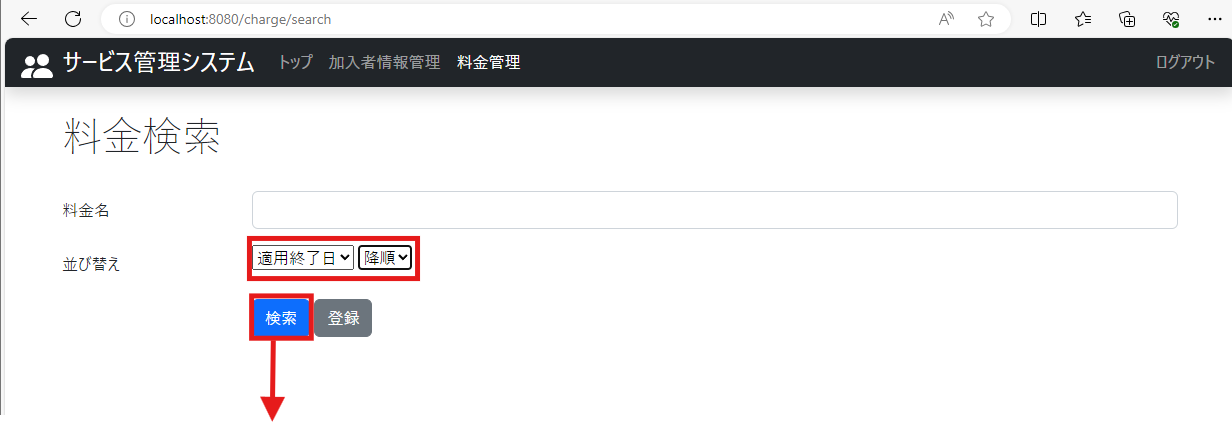 localhost:8080/charge/search
サービス管理システム トップ 加入者情報管理 料金管理 ログアウト
料金検索
料金名
並び替え 適用終了日 降順
検索 登録